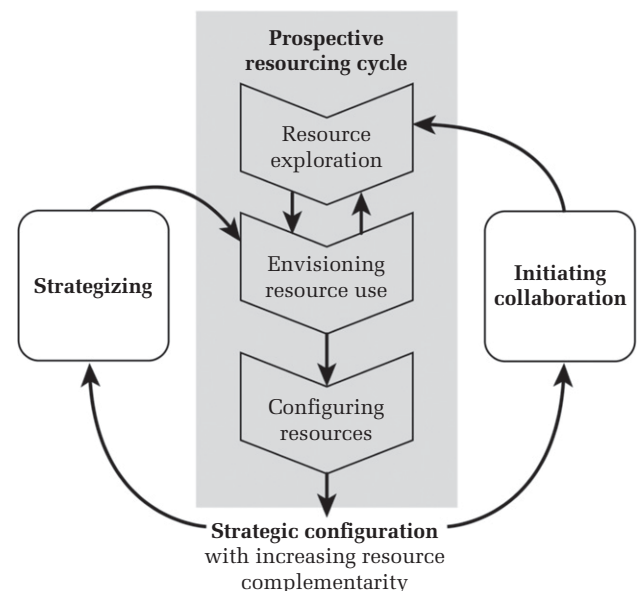 Prospective
resourcing cycle
Resource
exploration
Envisioning
resource use
Strategizing
Initiating
collaboration
Configuring
resources
Strategic configuration
with increasing resource
complementarity